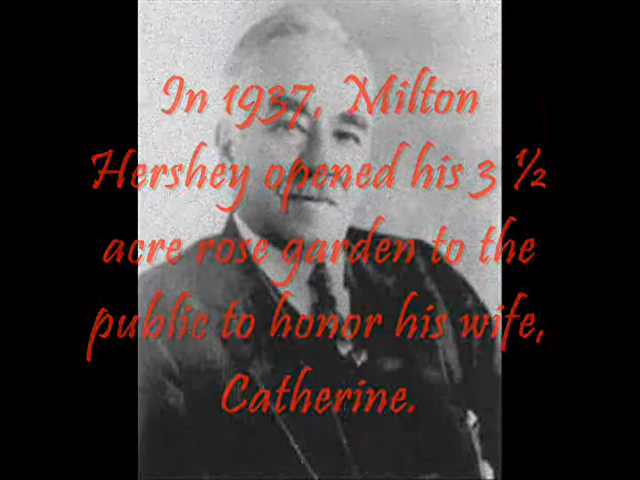 In 1937, Milton
Hershey opened his 3 ½
acre rose garden to the
public to honor his wife,
Catherine.